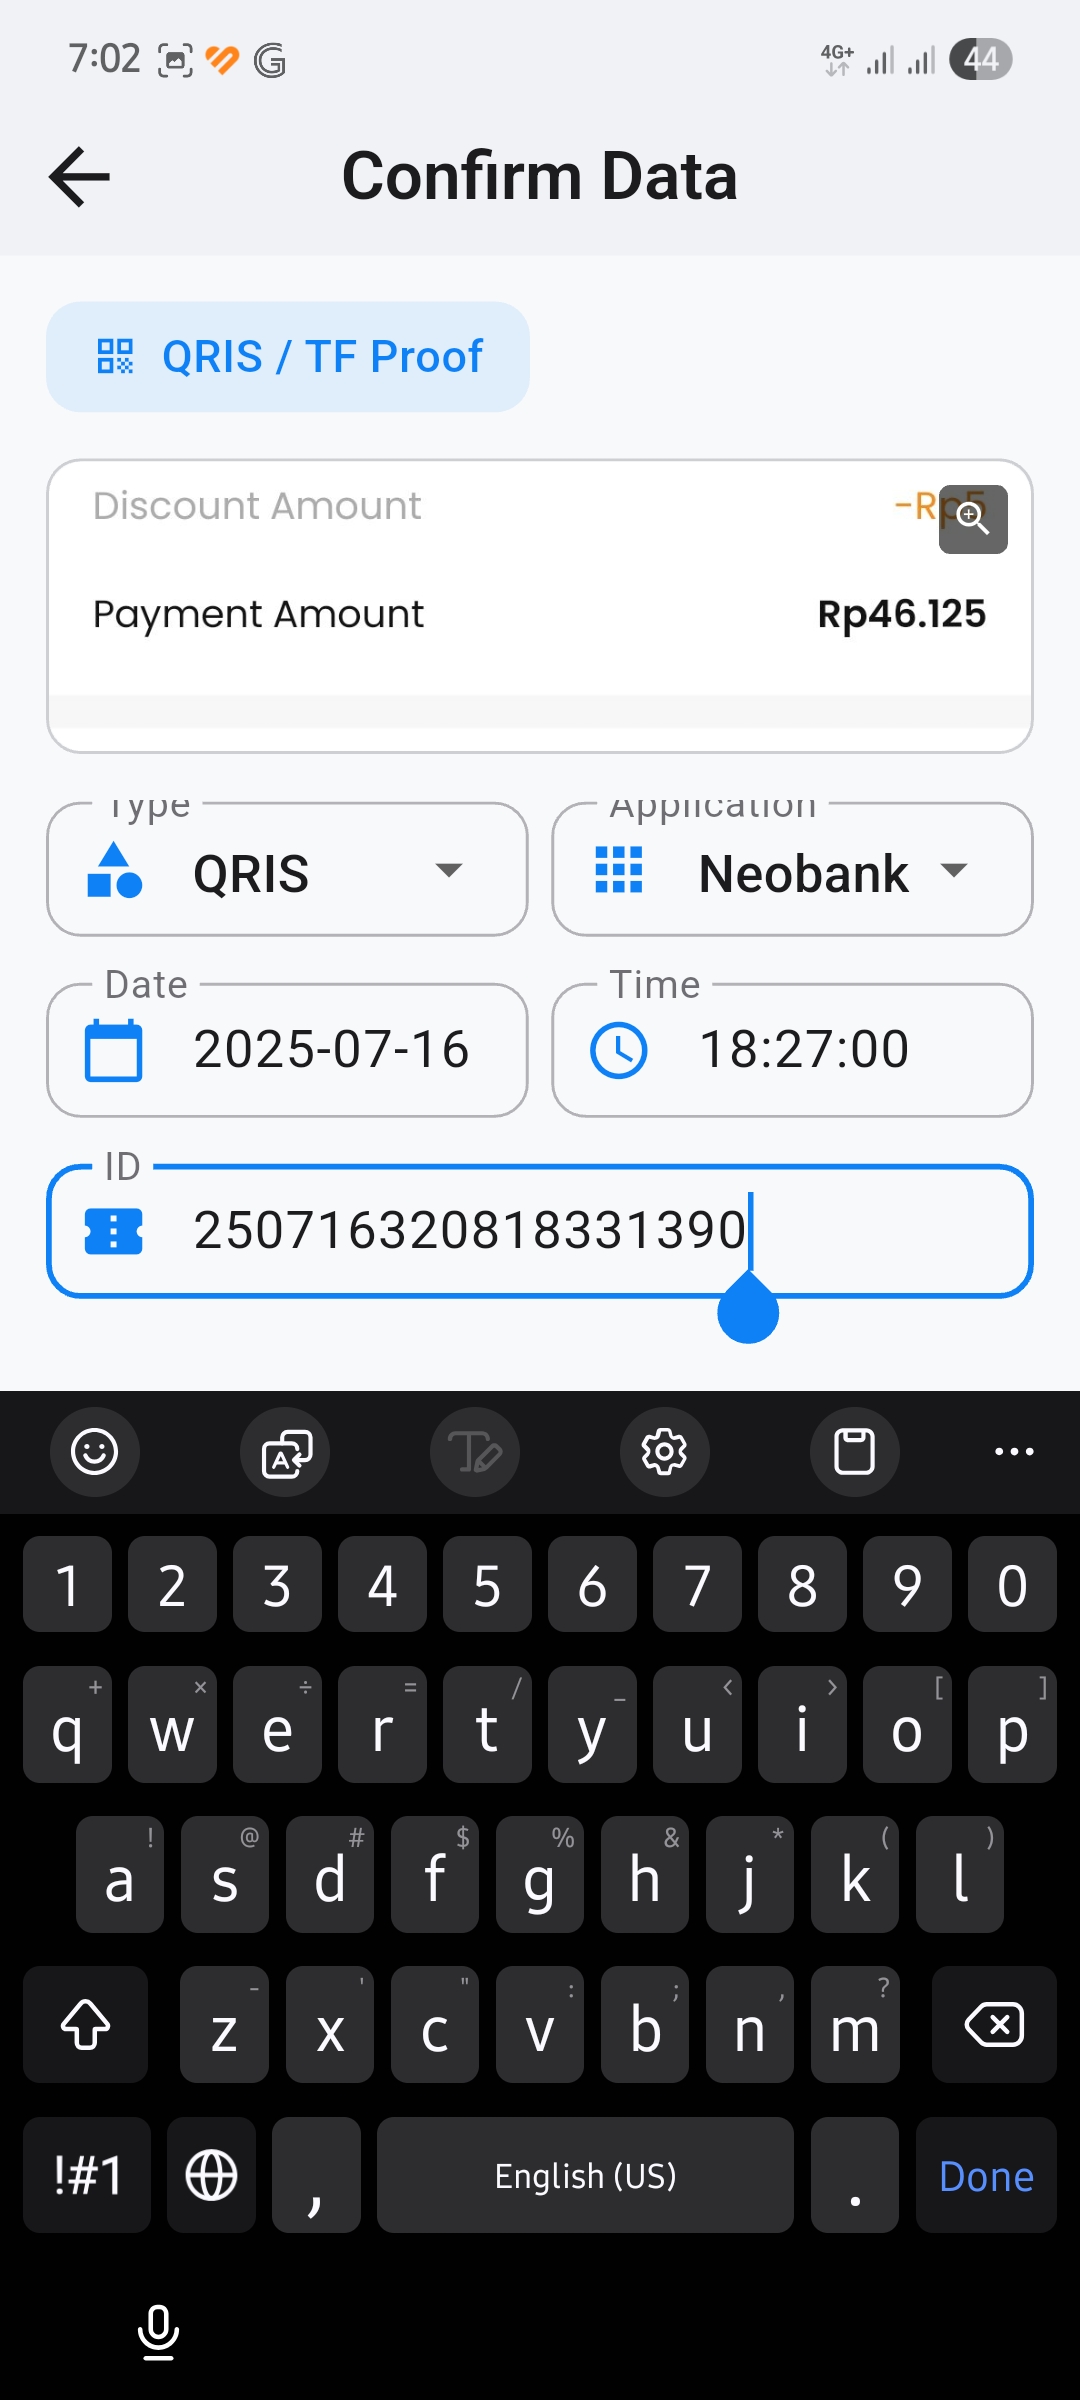 7:02 G 4G+ 44
Confirm Data
QRIS / TF Proof
Discount Amount -Rp5
Payment Amount Rp46.125
Type Application
QRIS Neobank
Date Time
2025-07-16 18:27:00
ID
250716320818331390
A T
1 2 3 4 5 6 7 8 9 0
+ × ÷ = / _ < > [ ]
q w e r t y u i o p
! @ # $ % & * ( )
a s d f g h j k l
- ' " : ; , ?
z x c v b n m
!#1 , English (US) . Done